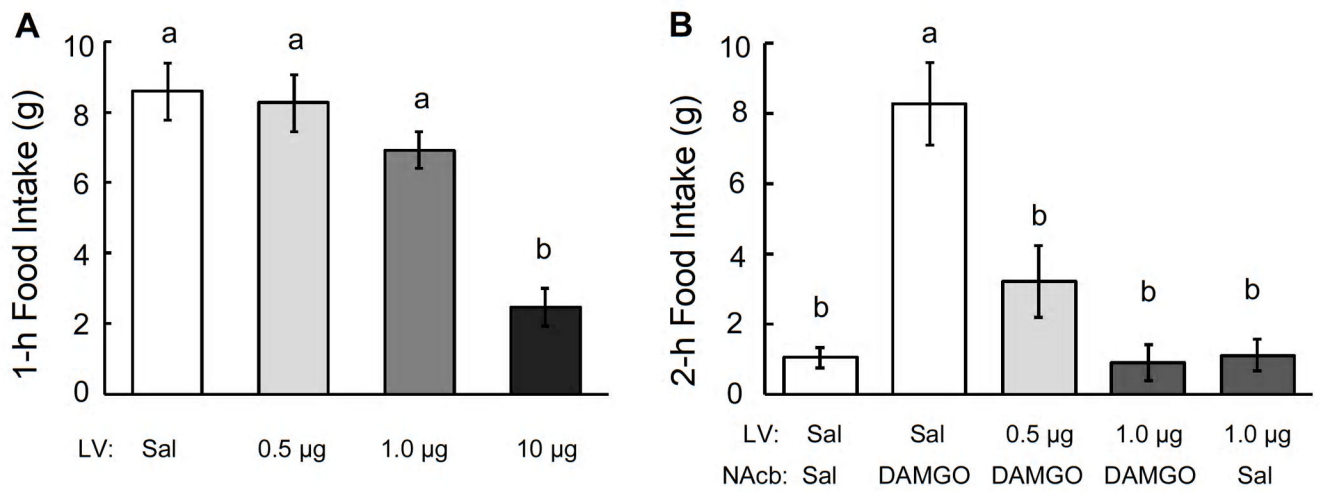 A
B
1-h Food Intake (g)
10
8
6
4
2
0
a
a
a
b
LV: Sal 0.5 µg 1.0 µg 10 µg
2-h Food Intake (g)
10
8
6
4
2
0
b
a
b
b
b
LV: Sal Sal 0.5 µg 1.0 µg 1.0 µg
NAcb: Sal DAMGO DAMGO DAMGO Sal